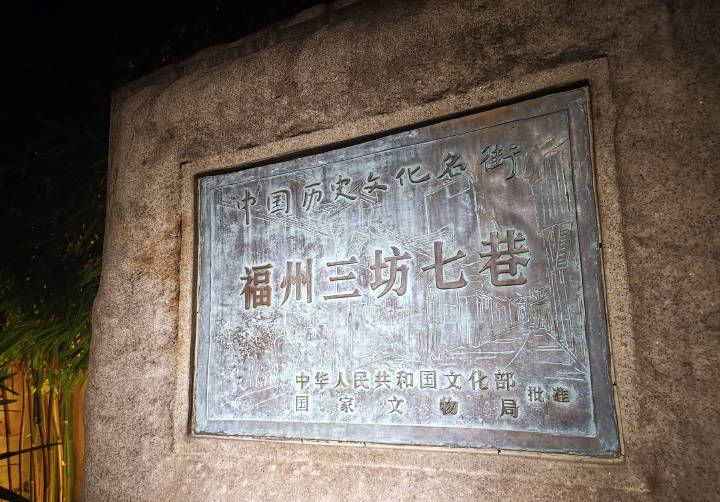 中国历史文化名街
福州三坊七巷
中华人民共和国文化部
国家文物局 批准